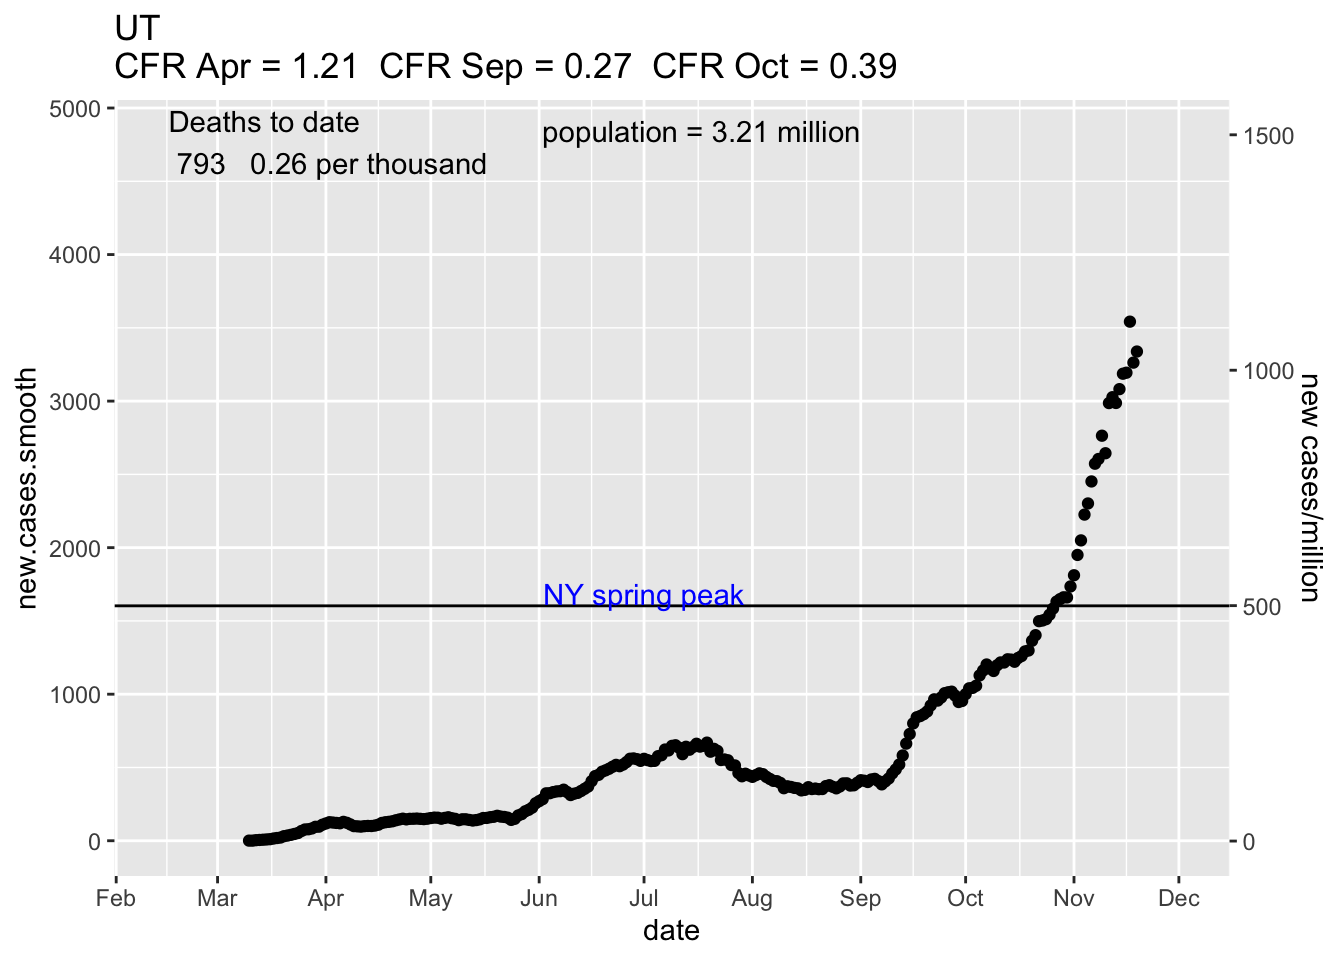 UT
CFR Apr = 1.21  CFR Sep = 0.27  CFR Oct = 0.39
Deaths to date
793   0.26 per thousand
population = 3.21 million
NY spring peak
5000
4000
3000
2000
1000
0
new.cases.smooth
1500
1000
500
0
new cases/million
Feb Mar Apr May Jun Jul Aug Sep Oct Nov Dec
date